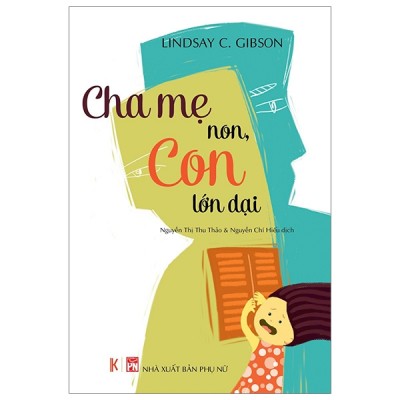 LINDSAY C. GIBSON
Cha mẹ
non,
Con
lớn dại
Nguyễn Thị Thu Thảo & Nguyễn Chí Hiếu dịch
K PN NHÀ XUẤT BẢN PHỤ NỮ